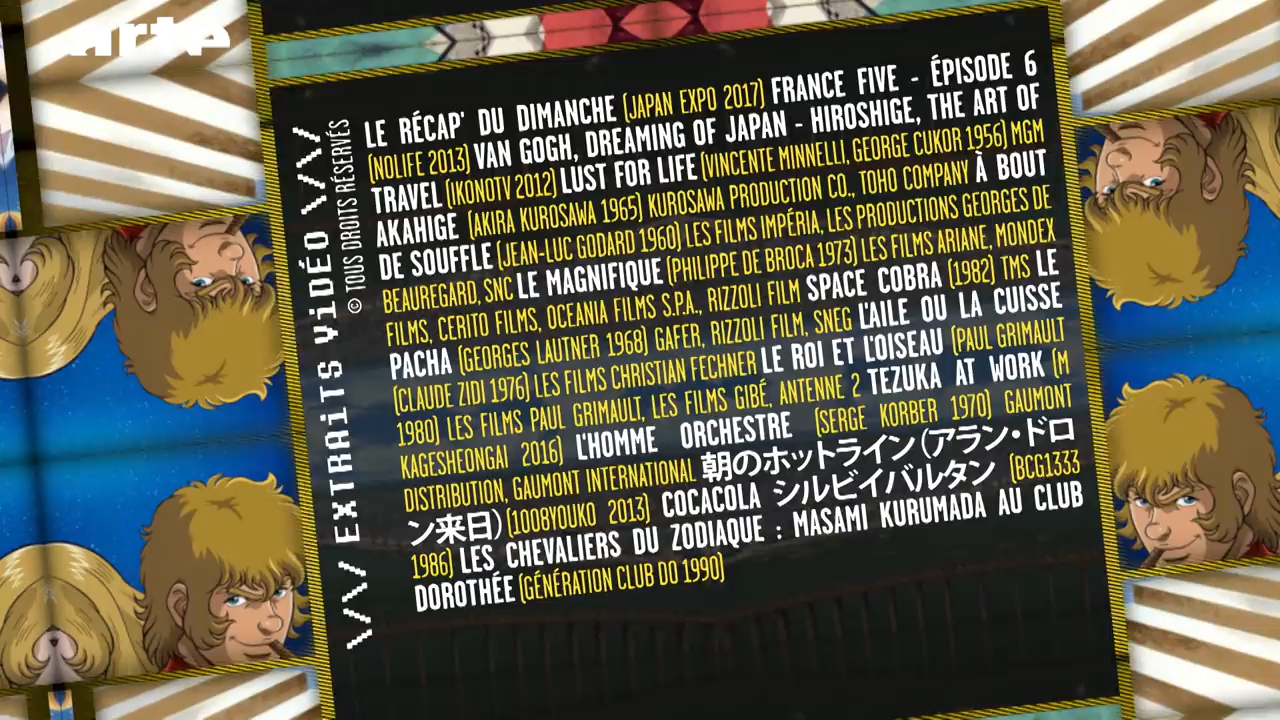 arte
\/\/ EXTRAiTS ViDÉO \/\/
© TOUS DROITS RÉSERVÉS
LE RÉCAP' DU DIMANCHE (JAPAN EXPO 2017) FRANCE FIVE - ÉPISODE 6
(NOLIFE 2013) VAN GOGH, DREAMING OF JAPAN - HIROSHIGE, THE ART OF
TRAVEL (IKONOTV 2012) LUST FOR LIFE (VINCENTE MINNELLI, GEORGE CUKOR 1956) MGM
AKAHIGE (AKIRA KUROSAWA 1965) KUROSAWA PRODUCTION CO., TOHO COMPANY À BOUT
DE SOUFFLE (JEAN-LUC GODARD 1960) LES FILMS IMPÉRIA, LES PRODUCTIONS GEORGES DE
BEAUREGARD, SNC LE MAGNIFIQUE (PHILIPPE DE BROCA 1973) LES FILMS ARIANE, MONDEX
FILMS, CERITO FILMS, OCEANIA FILMS S.P.A., RIZZOLI FILM SPACE COBRA (1982) TMS LE
PACHA (GEORGES LAUTNER 1968) GAFER, RIZZOLI FILM, SNEG L'AILE OU LA CUISSE
(CLAUDE ZIDI 1976) LES FILMS CHRISTIAN FECHNER LE ROI ET L'OISEAU (PAUL GRIMAULT
1980) LES FILMS PAUL GRIMAULT, LES FILMS GIBÉ, ANTENNE 2 TEZUKA AT WORK (M
KAGESHEONGAI 2016) L'HOMME ORCHESTRE (SERGE KORBER 1970) GAUMONT
DISTRIBUTION, GAUMONT INTERNATIONAL 朝のホットライン(アラン・ドロ
ン来日) (1008YOUKO 2013) COCACOLA シルビイバルタン (BCG1333
1986) LES CHEVALIERS DU ZODIAQUE : MASAMI KURUMADA AU CLUB
DOROTHÉE (GÉNÉRATION CLUB DO 1990)